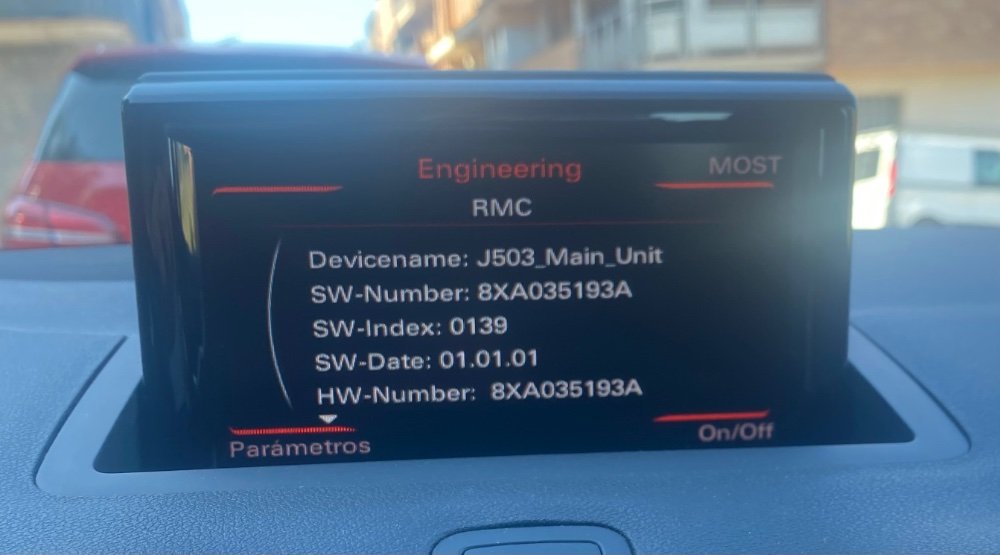 Engineering
MOST
RMC
Devicename: J503_Main_Unit
SW-Number: 8XA035193A
SW-Index: 0139
SW-Date: 01.01.01
HW-Number: 8XA035193A
Parámetros
On/Off